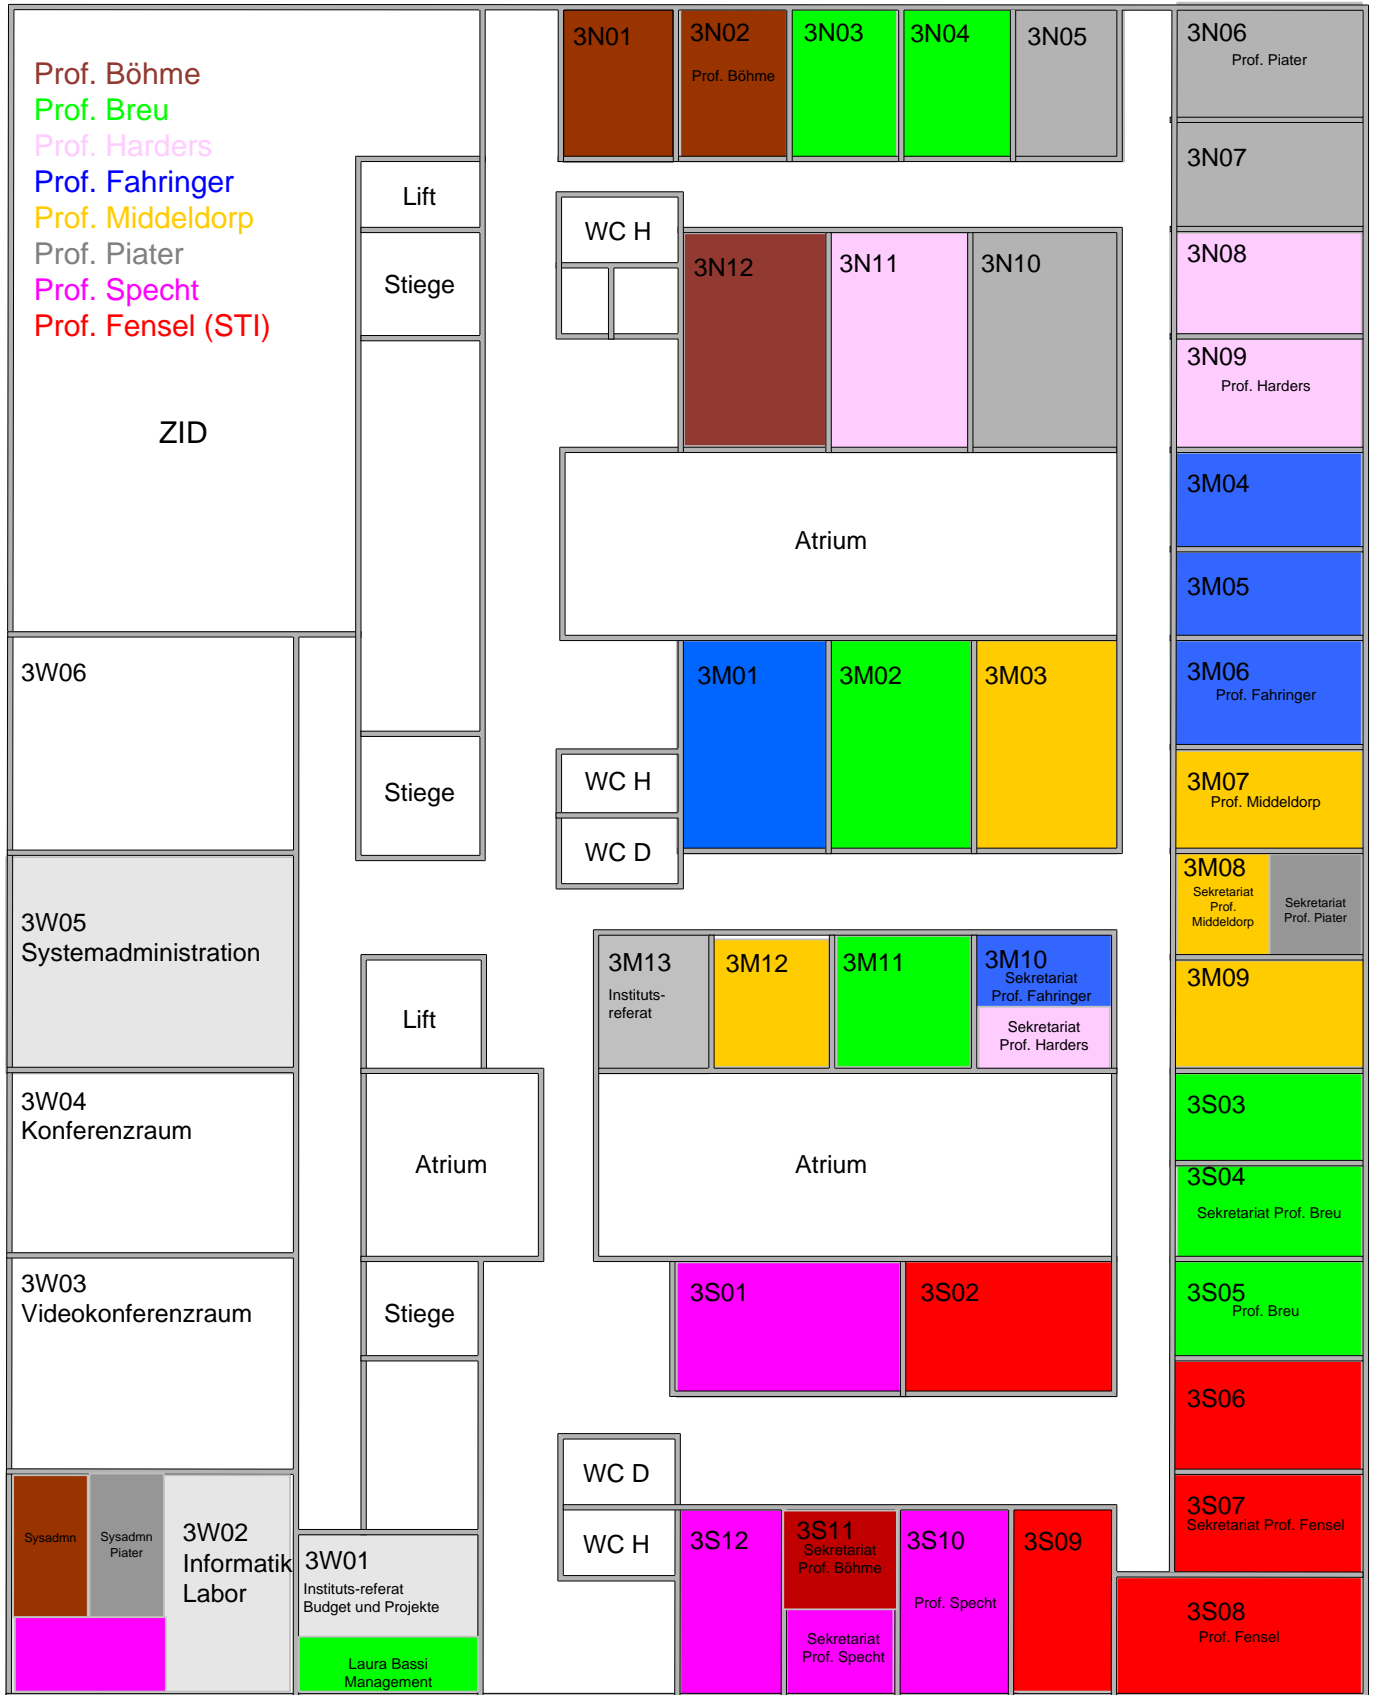 Prof. Böhme
Prof. Breu
Prof. Harders
Prof. Fahringer
Prof. Middeldorp
Prof. Piater
Prof. Specht
Prof. Fensel (STI)
ZID
Lift
Stiege
Stiege
3N01
3N02
Prof. Böhme
3N03
3N04
3N05
3N06
Prof. Piater
3N07
3N08
3N09
Prof. Harders
WC H
3N12
3N11
3N10
Atrium
3M04
3M05
3M06
Prof. Fahringer
3M01
3M02
3M03
WC H
WC D
3M07
Prof. Middeldorp
3M08
Sekretariat
Prof.
Middeldorp
Sekretariat
Prof. Piater
3M09
3W06
3W05
Systemadministration
3W04
Konferenzraum
3W03
Videokonferenzraum
Lift
Atrium
Stiege
3M13
Instituts-
referat
3M12
3M11
3M10
Sekretariat
Prof. Fahringer
Sekretariat
Prof. Harders
Atrium
3S03
3S04
Sekretariat Prof. Breu
3S05
Prof. Breu
3S01
3S02
3S06
3S07
Sekretariat Prof. Fensel
3S08
Prof. Fensel
WC D
WC H
3S12
3S11
Sekretariat
Prof. Böhme
Sekretariat
Prof. Specht
3S10
Prof. Specht
3S09
Sysadmn
Sysadmn
Piater
3W02
Informatik
Labor
3W01
Instituts-referat
Budget und Projekte
Laura Bassi
Management